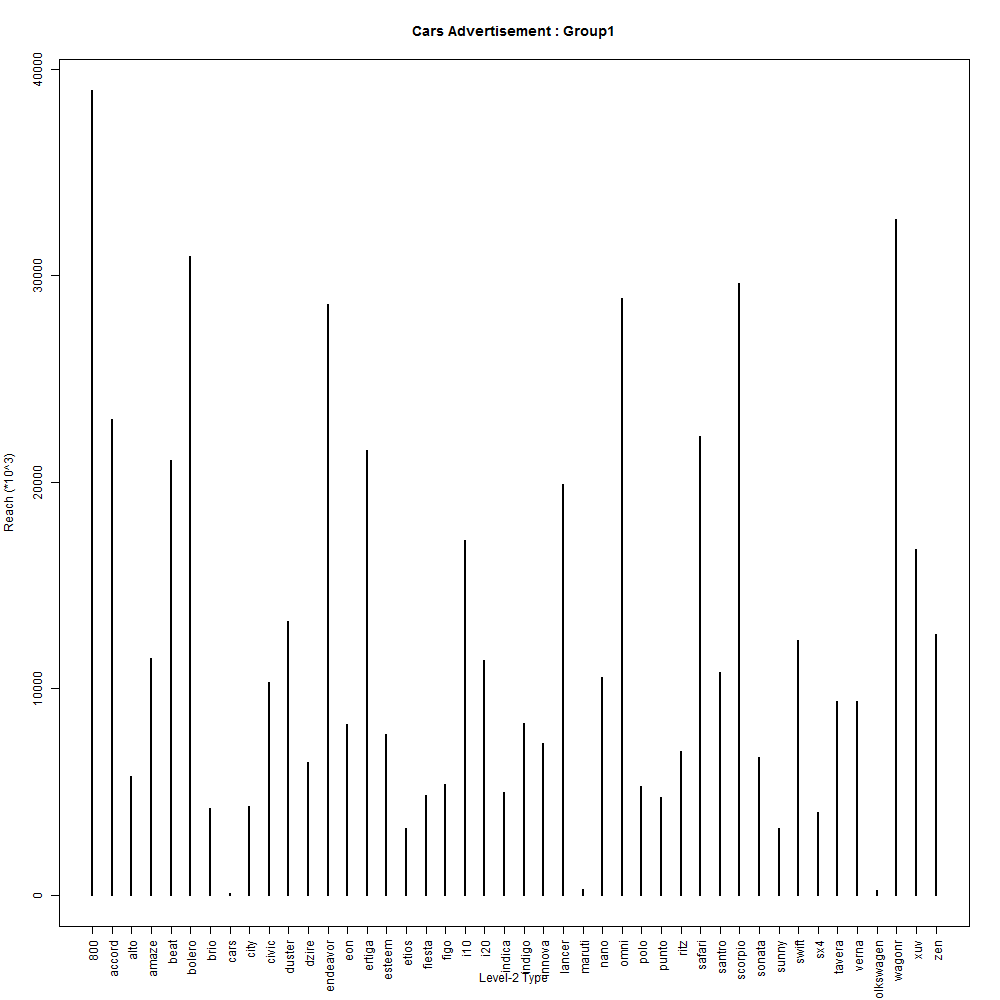 Cars Advertisement : Group1
Reach (*10^3)
40000
30000
20000
10000
0
800
accord
alto
amaze
beat
bolero
brio
cars
city
civic
duster
dzire
endeavor
eon
ertiga
esteem
etios
fiesta
figo
i10
i20
indica
indigo
innova
lancer
maruti
nano
omni
polo
punto
ritz
safari
santro
scorpio
sonata
sunny
swift
sx4
tavera
verna
olkswagen
wagonr
xuv
zen
Level-2 Type